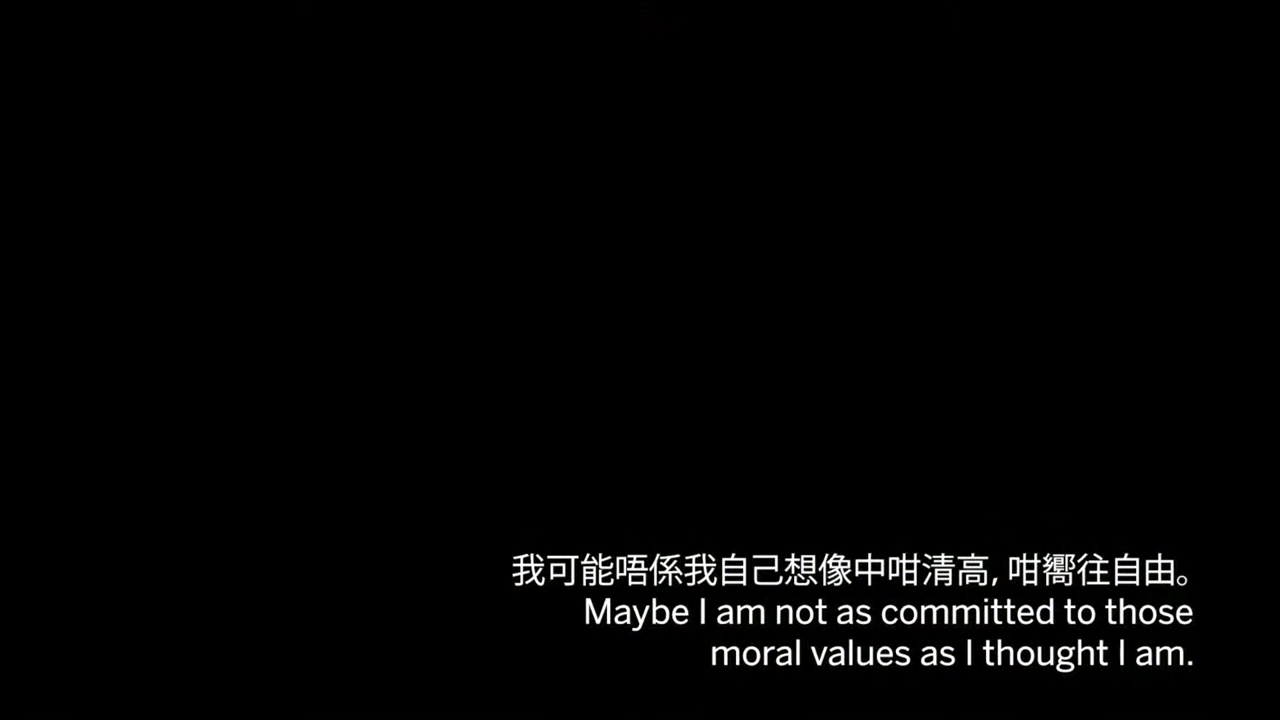 我可能唔係我自己想像中咁清高, 咁嚮往自由。
Maybe I am not as committed to those
moral values as I thought I am.